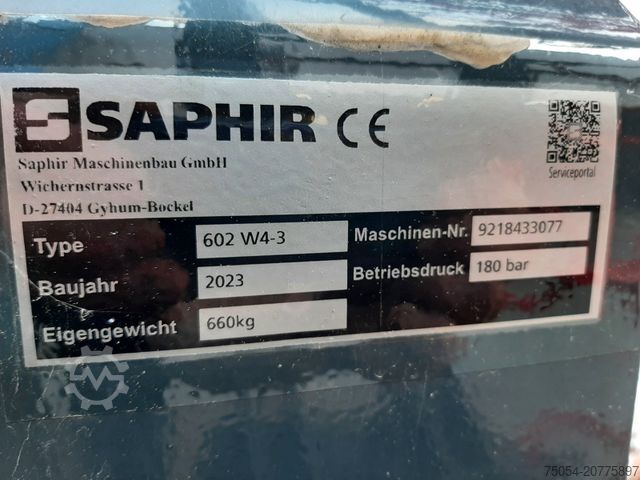 SAPHIR CE
Saphir Maschinenbau GmbH
Wichernstrasse 1
D-27404 Gyhum-Bockel
Serviceportal
Type 602 W4-3 Maschinen-Nr. 9218433077
Baujahr 2023 Betriebsdruck 180 bar
Eigengewicht 660kg
75054-20775897